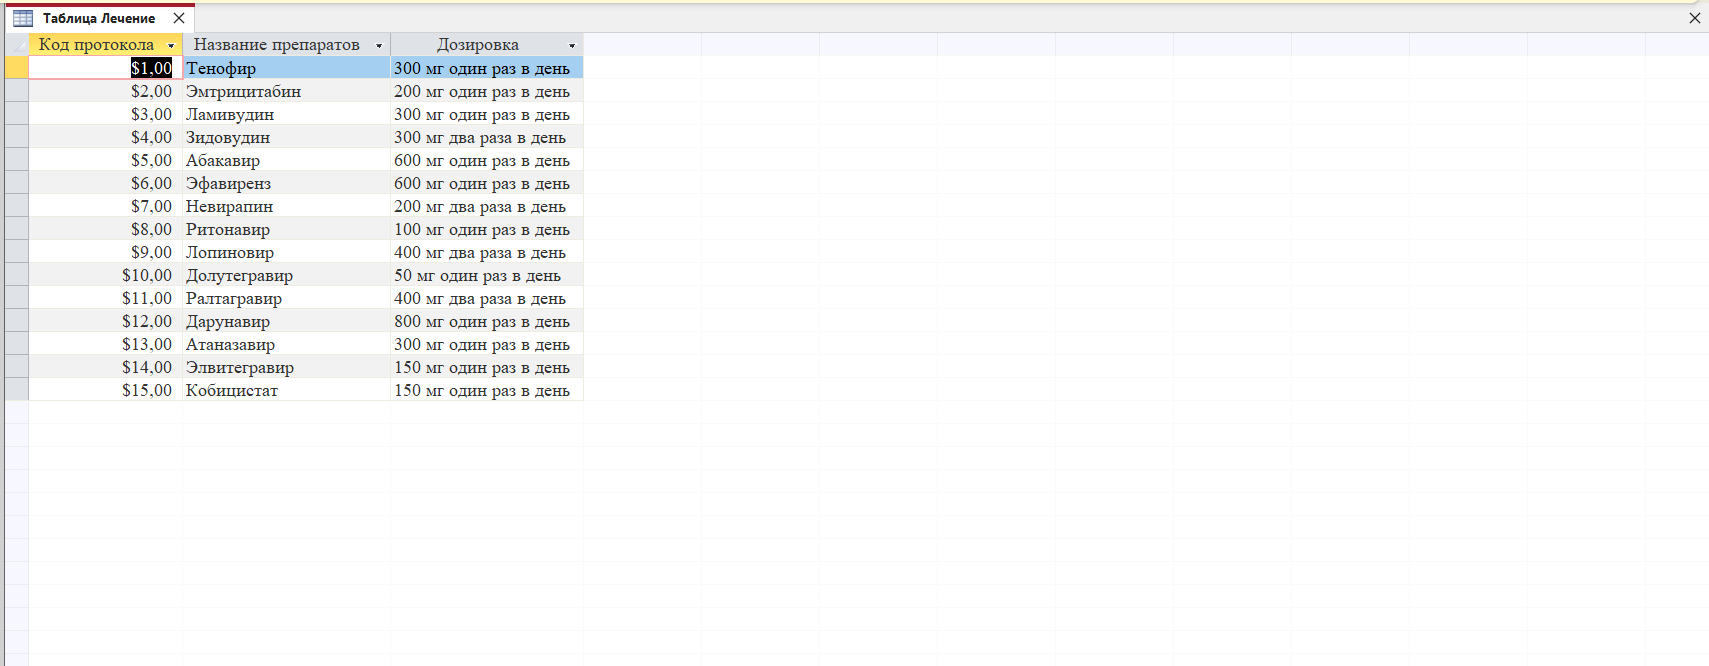 Таблица Лечение
Код протокола Название препаратов Дозировка
$1,00 Тенофир 300 мг один раз в день
$2,00 Эмтрицитабин 200 мг один раз в день
$3,00 Ламивудин 300 мг один раз в день
$4,00 Зидовудин 300 мг два раза в день
$5,00 Абакавир 600 мг один раз в день
$6,00 Эфавиренз 600 мг один раз в день
$7,00 Невирапин 200 мг два раза в день
$8,00 Ритонавир 100 мг один раз в день
$9,00 Лопиновир 400 мг два раза в день
$10,00 Долутегравир 50 мг один раз в день
$11,00 Ралтагравир 400 мг два раза в день
$12,00 Дарунавир 800 мг один раз в день
$13,00 Атаназавир 300 мг один раз в день
$14,00 Элвитегравир 150 мг один раз в день
$15,00 Кобицистат 150 мг один раз в день